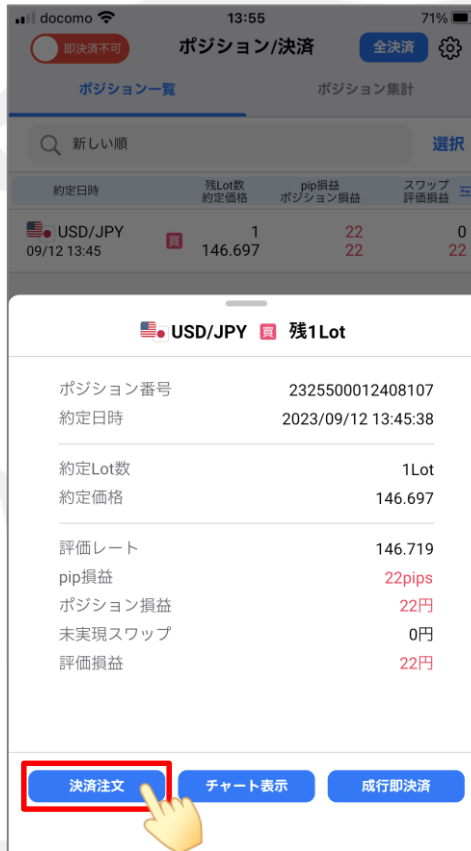 docomo 13:55 71%
即決済不可 ポジション/決済 全決済
ポジション一覧 ポジション集計
新しい順 選択
約定日時 残Lot数 pip損益 スワップ
約定価格 ポジション損益 評価損益
USD/JPY 買 1 22 0
09/12 13:45 146.697 22 22
USD/JPY 買 残1Lot
ポジション番号 2325500012408107
約定日時 2023/09/12 13:45:38
約定Lot数 1Lot
約定価格 146.697
評価レート 146.719
pip損益 22pips
ポジション損益 22円
未実現スワップ 0円
評価損益 22円
決済注文 チャート表示 成行即決済